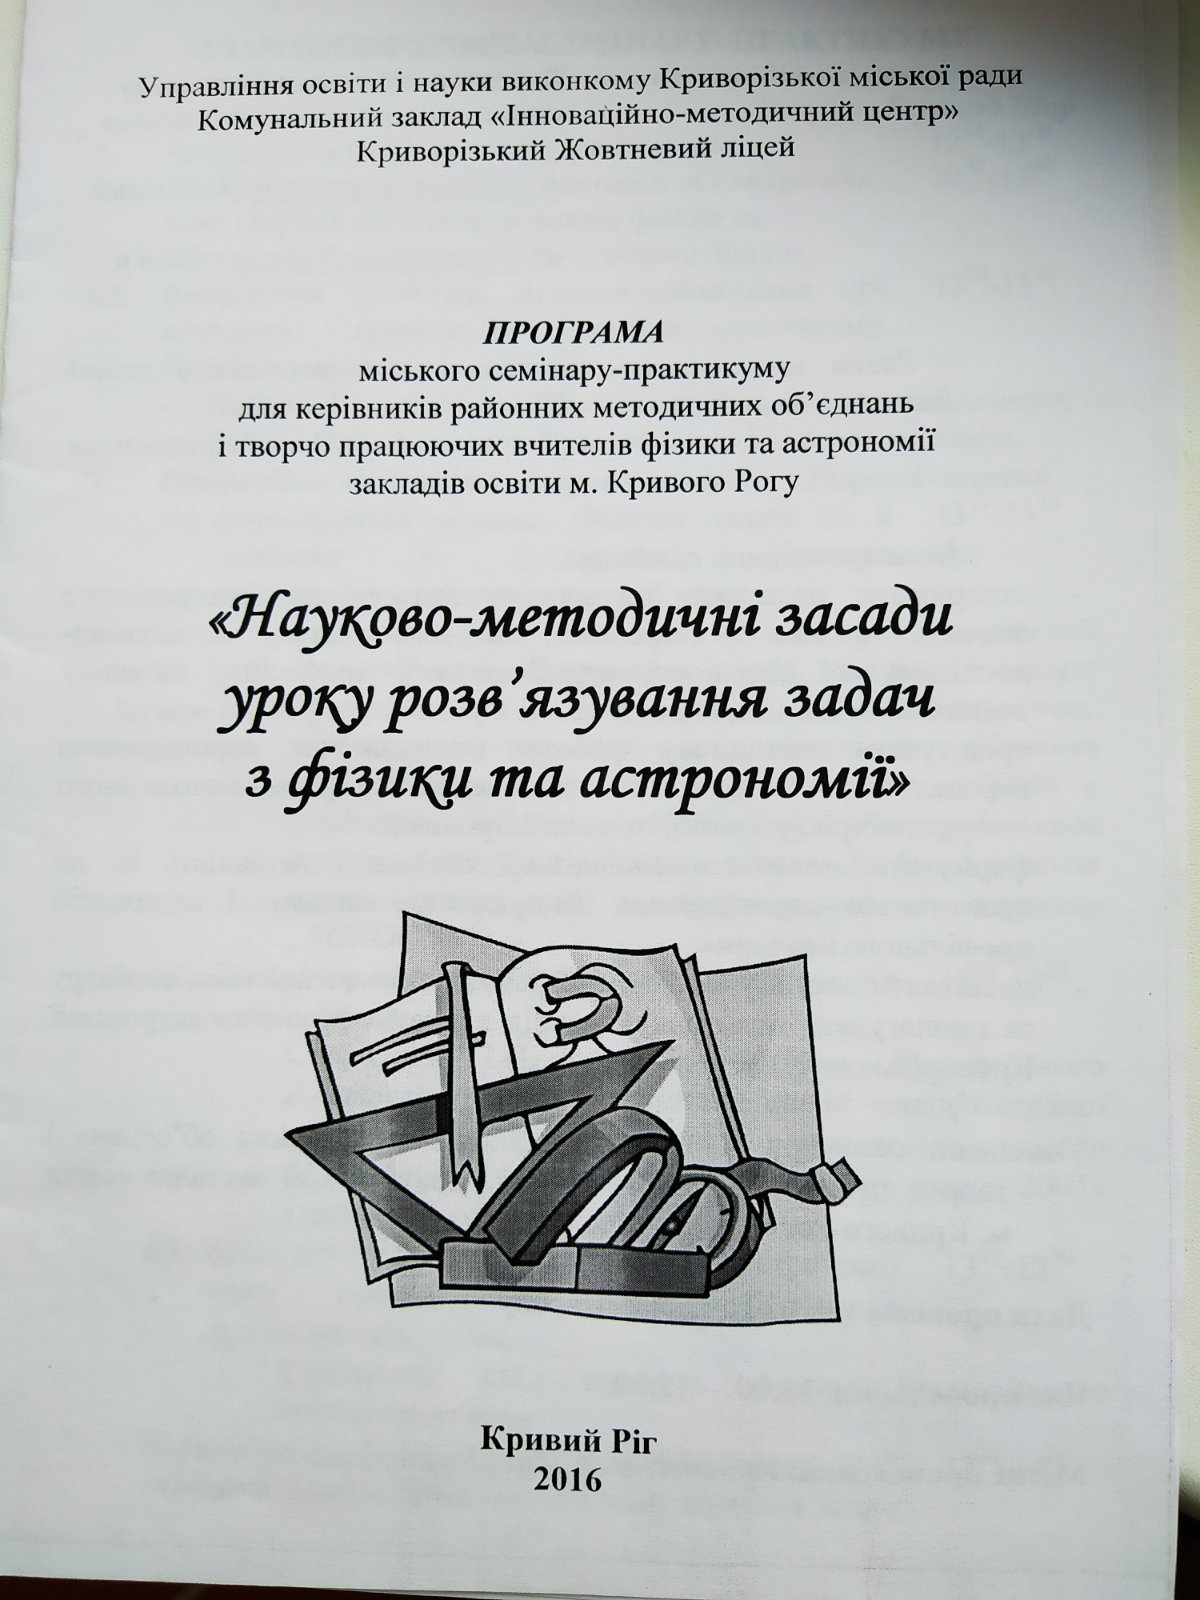 Управління освіти і науки виконкому Криворізької міської ради
Комунальний заклад «Інноваційно-методичний центр»
Криворізький Жовтневий ліцей
ПРОГРАМА
міського семінару-практикуму
для керівників районних методичних об’єднань
і творчо працюючих вчителів фізики та астрономії
закладів освіти м. Кривого Рогу
«Науково-методичні засади
уроку розв’язування задач
з фізики та астрономії»
Кривий Ріг
2016